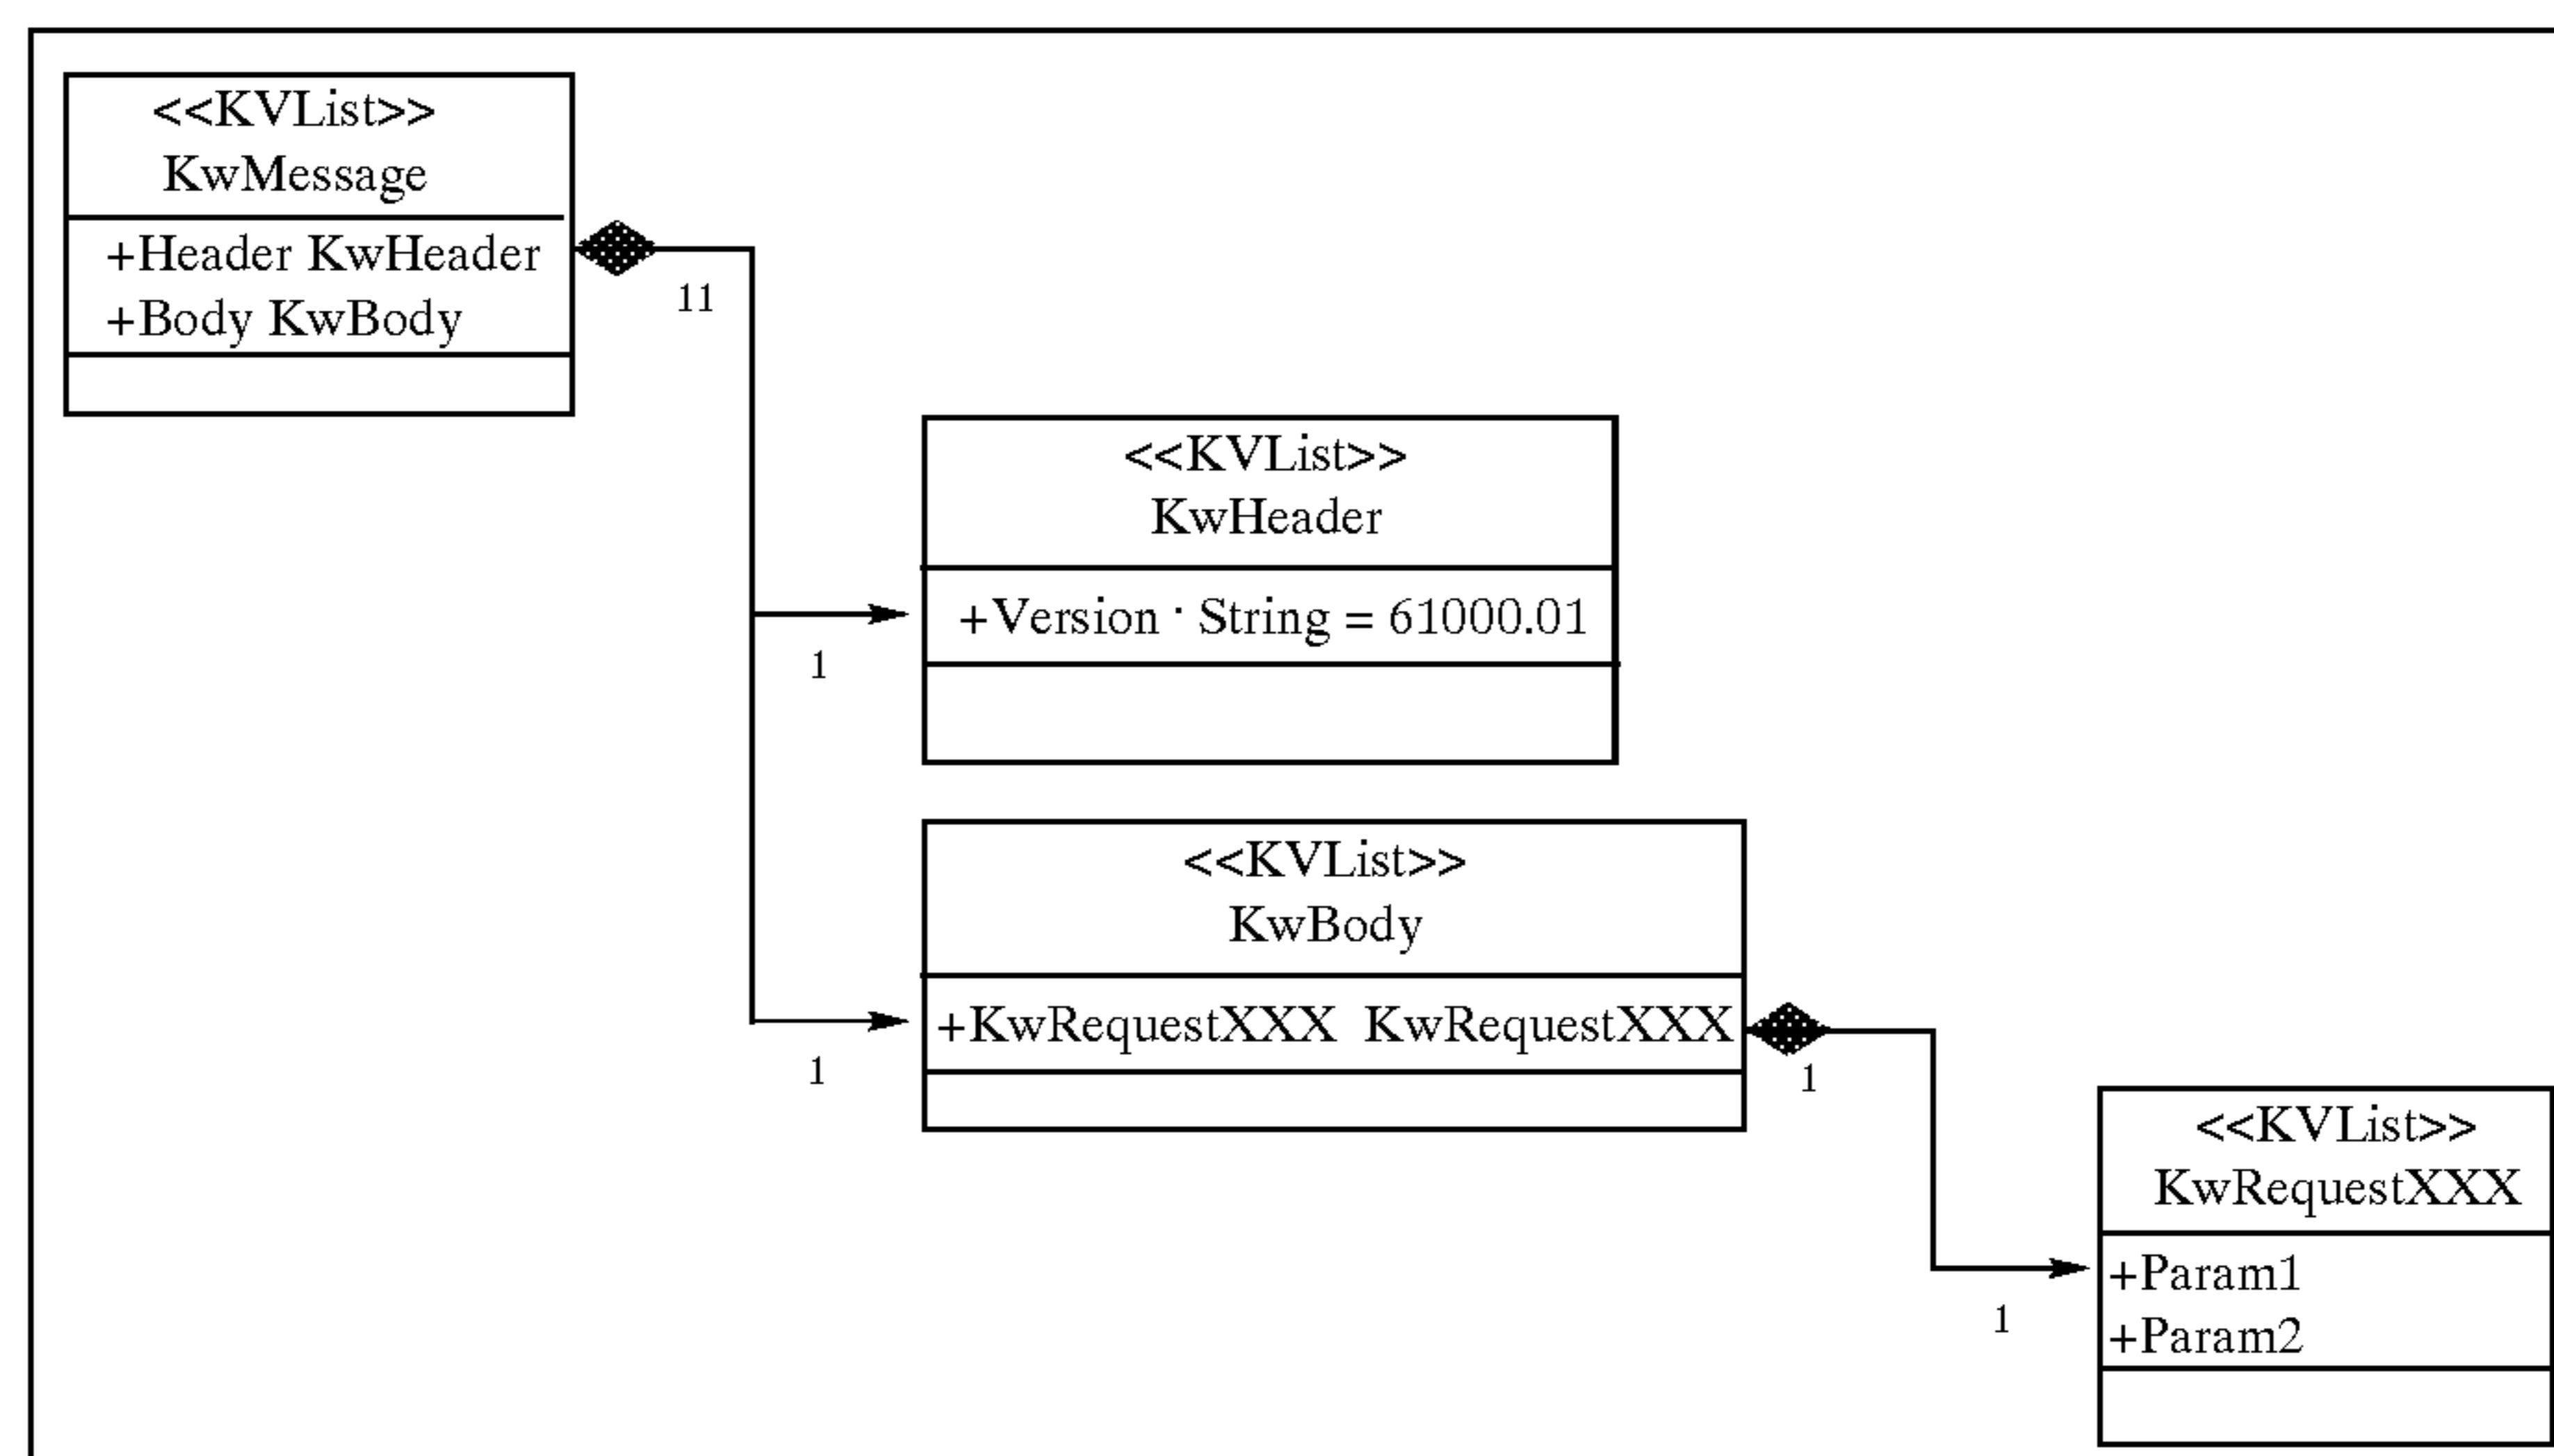 <<KVList>>
KwMessage
+Header KwHeader
+Body KwBody
11
<<KVList>>
KwHeader
+Version · String = 61000.01
1
<<KVList>>
KwBody
+KwRequestXXX KwRequestXXX
1
1
<<KVList>>
KwRequestXXX
+Param1
+Param2
1